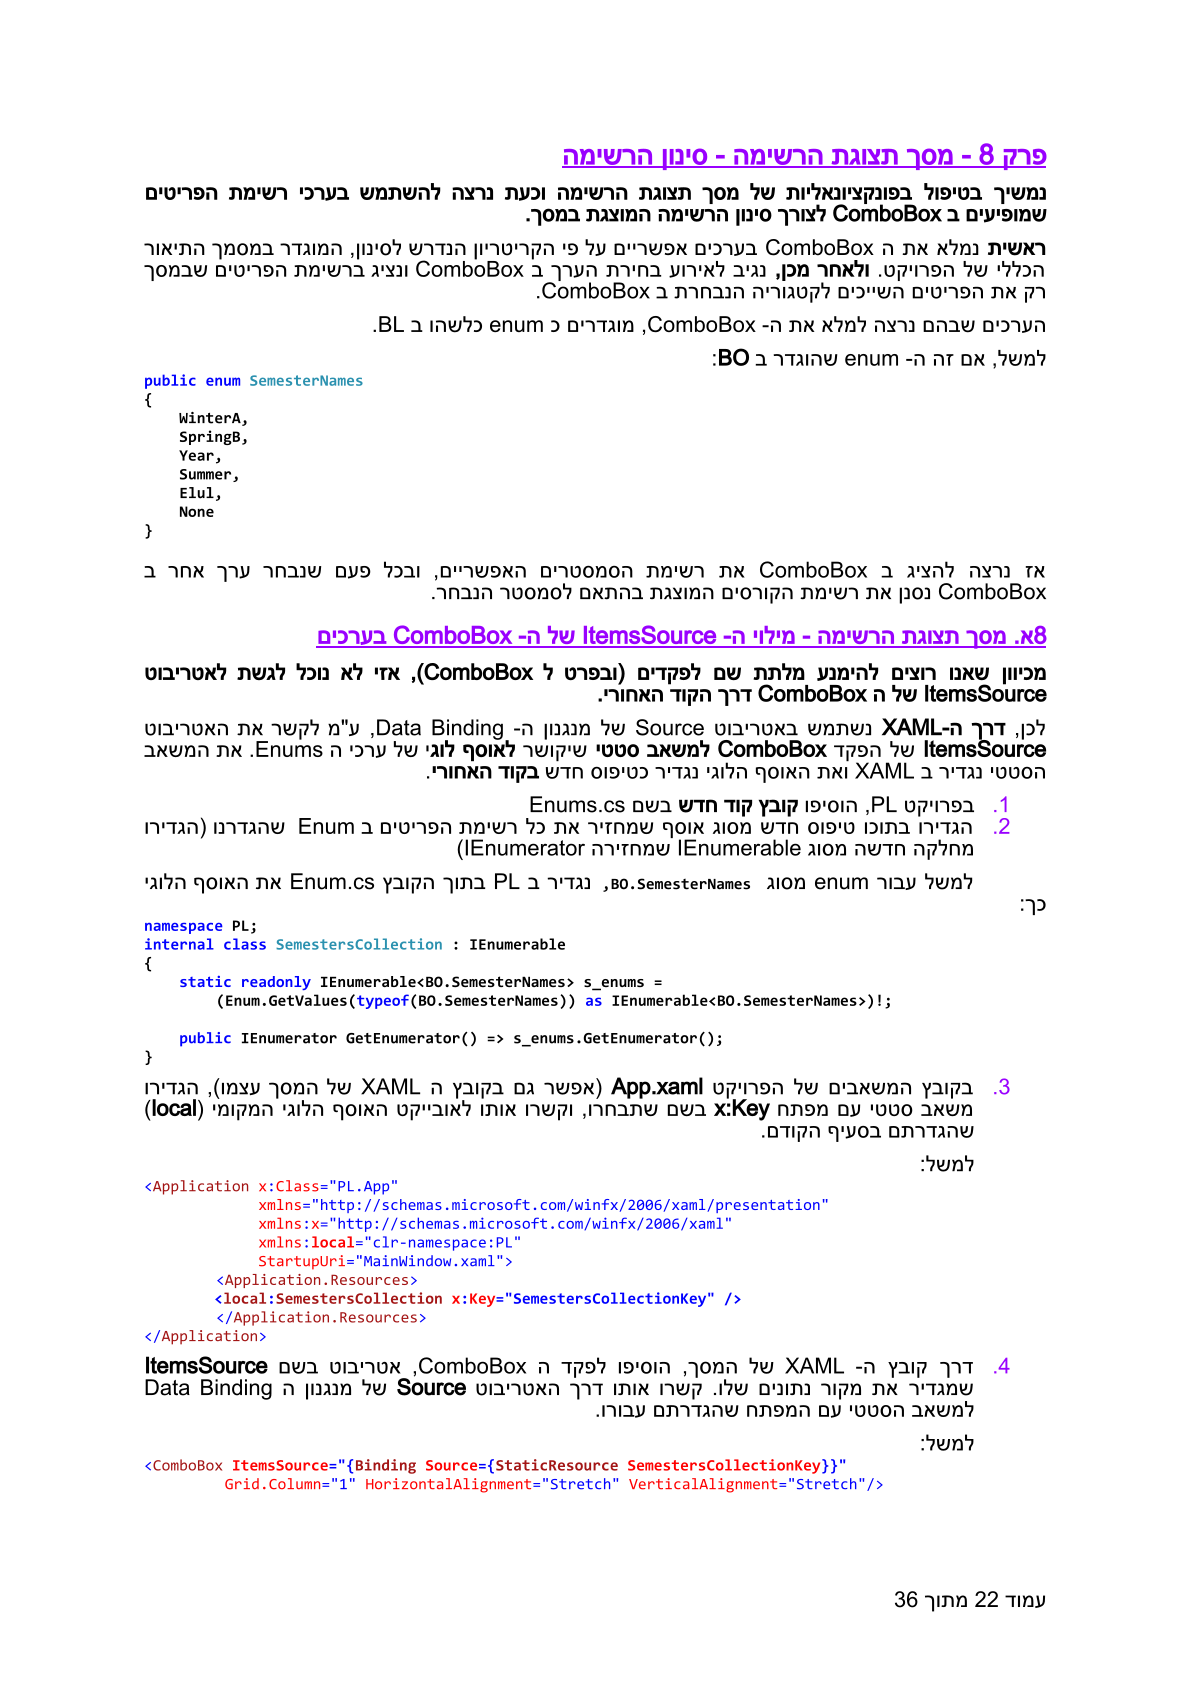 פרק 8 - מסך תצוגת הרשימה - סינון הרשימה
נמשיך בטיפול בפונקציונאליות של מסך תצוגת הרשימה וכעת נרצה להשתמש בערכי רשימת הפריטים
שמופיעים ב ComboBox לצורך סינון הרשימה המוצגת במסך.
ראשית נמלא את ה ComboBox בערכים אפשריים על פי הקריטריון הנדרש לסינון, המוגדר במסמך התיאור
הכללי של הפרויקט. ולאחר מכן, נגיב לאירוע בחירת הערך ב ComboBox ונציג ברשימת הפריטים שבמסך
רק את הפריטים השייכים לקטגוריה הנבחרת ב ComboBox.
הערכים שבהם נרצה למלא את ה- ComboBox, מוגדרים כ enum כלשהו ב BL.
למשל, אם זה ה- enum שהוגדר ב BO:
public enum SemesterNames
{
    WinterA,
    SpringB,
    Year,
    Summer,
    Elul,
    None
}
אז נרצה להציג ב ComboBox את רשימת הסמסטרים האפשריים, ובכל פעם שנבחר ערך אחר ב
ComboBox נסנן את רשימת הקורסים המוצגת בהתאם לסמסטר הנבחר.
8א. מסך תצוגת הרשימה - מילוי ה- ItemsSource של ה- ComboBox בערכים
מכיוון שאנו רוצים להימנע מלתת שם לפקדים (ובפרט ל ComboBox), אזי לא נוכל לגשת לאטריבוט
ItemsSource של ה ComboBox דרך הקוד האחורי.
לכן, דרך ה-XAML נשתמש באטריבוט Source של מנגנון ה- Data Binding, ע"מ לקשר את האטריבוט
ItemsSource של הפקד ComboBox למשאב סטטי שיקושר לאוסף לוגי של ערכי ה Enums. את המשאב
הסטטי נגדיר ב XAML ואת האוסף הלוגי נגדיר כטיפוס חדש בקוד האחורי.
1. בפרויקט PL, הוסיפו קובץ קוד חדש בשם Enums.cs
2. הגדירו בתוכו טיפוס חדש מסוג אוסף שמחזיר את כל רשימת הפריטים ב Enum שהגדרנו (הגדירו
מחלקה חדשה מסוג IEnumerable שמחזירה IEnumerator)
למשל עבור enum מסוג BO.SemesterNames, נגדיר ב PL בתוך הקובץ Enum.cs את האוסף הלוגי
כך:
namespace PL;
internal class SemestersCollection : IEnumerable
{
    static readonly IEnumerable<BO.SemesterNames> s_enums =
        (Enum.GetValues(typeof(BO.SemesterNames)) as IEnumerable<BO.SemesterNames>)!;
    public IEnumerator GetEnumerator() => s_enums.GetEnumerator();
}
3. בקובץ המשאבים של הפרויקט App.xaml (אפשר גם בקובץ ה XAML של המסך עצמו), הגדירו
משאב סטטי עם מפתח x:Key בשם שתבחרו, וקשרו אותו לאובייקט האוסף הלוגי המקומי (local)
שהגדרתם בסעיף הקודם.
למשל:
<Application x:Class="PL.App"
             xmlns="http://schemas.microsoft.com/winfx/2006/xaml/presentation"
             xmlns:x="http://schemas.microsoft.com/winfx/2006/xaml"
             xmlns:local="clr-namespace:PL"
             StartupUri="MainWindow.xaml">
        <Application.Resources>
        <local:SemestersCollection x:Key="SemestersCollectionKey" />
        </Application.Resources>
</Application>
4. דרך קובץ ה- XAML של המסך, הוסיפו לפקד ה ComboBox, אטריבוט בשם ItemsSource
שמגדיר את מקור נתונים שלו. קשרו אותו דרך האטריבוט Source של מנגנון ה Data Binding
למשאב הסטטי עם המפתח שהגדרתם עבורו.
למשל:
<ComboBox ItemsSource="{Binding Source={StaticResource SemestersCollectionKey}}"
         Grid.Column="1" HorizontalAlignment="Stretch" VerticalAlignment="Stretch"/>
עמוד 22 מתוך 36